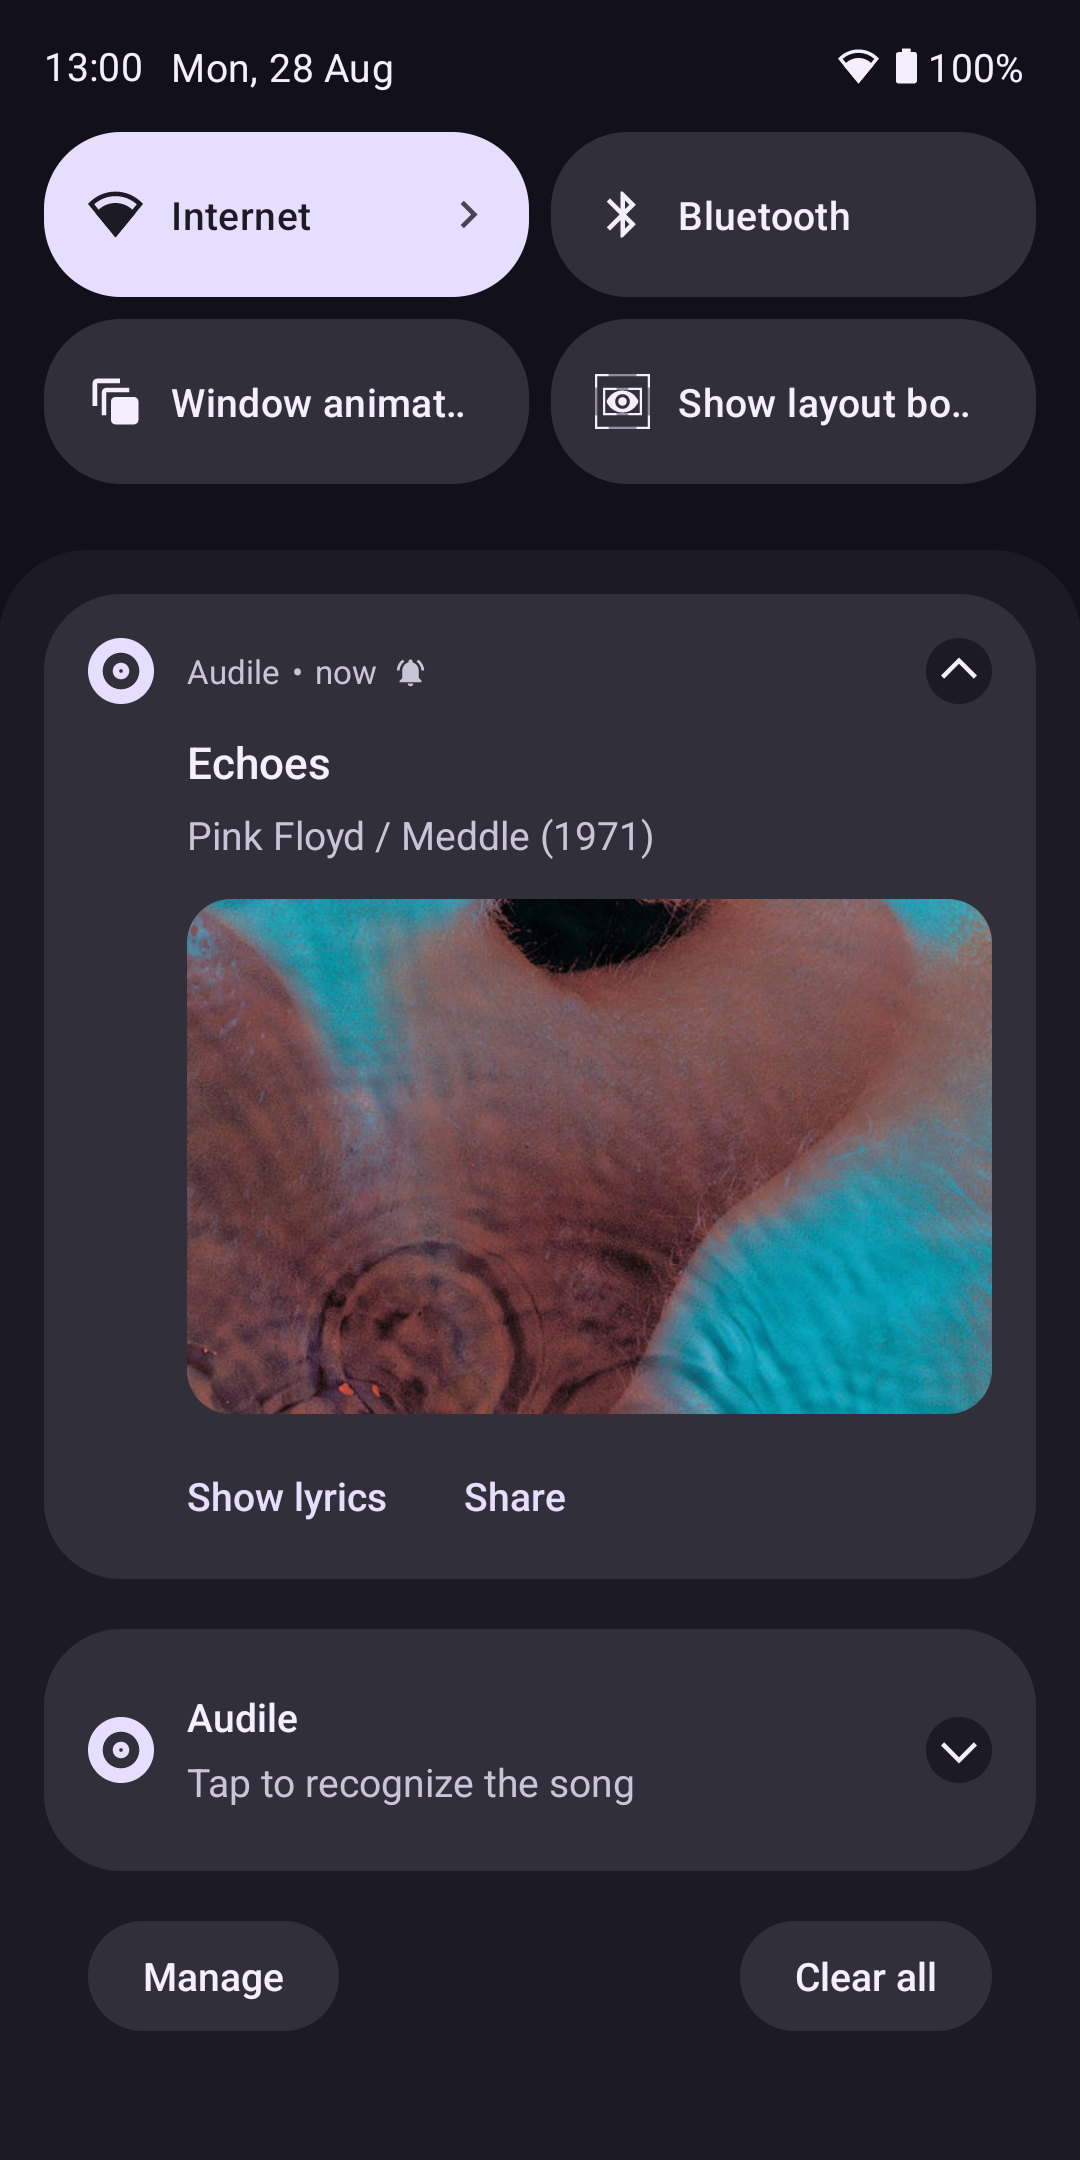 13:00 Mon, 28 Aug 100%
Internet
Bluetooth
Window animat..
Show layout bo..
Audile • now
Echoes
Pink Floyd / Meddle (1971)
Show lyrics Share
Audile
Tap to recognize the song
Manage Clear all